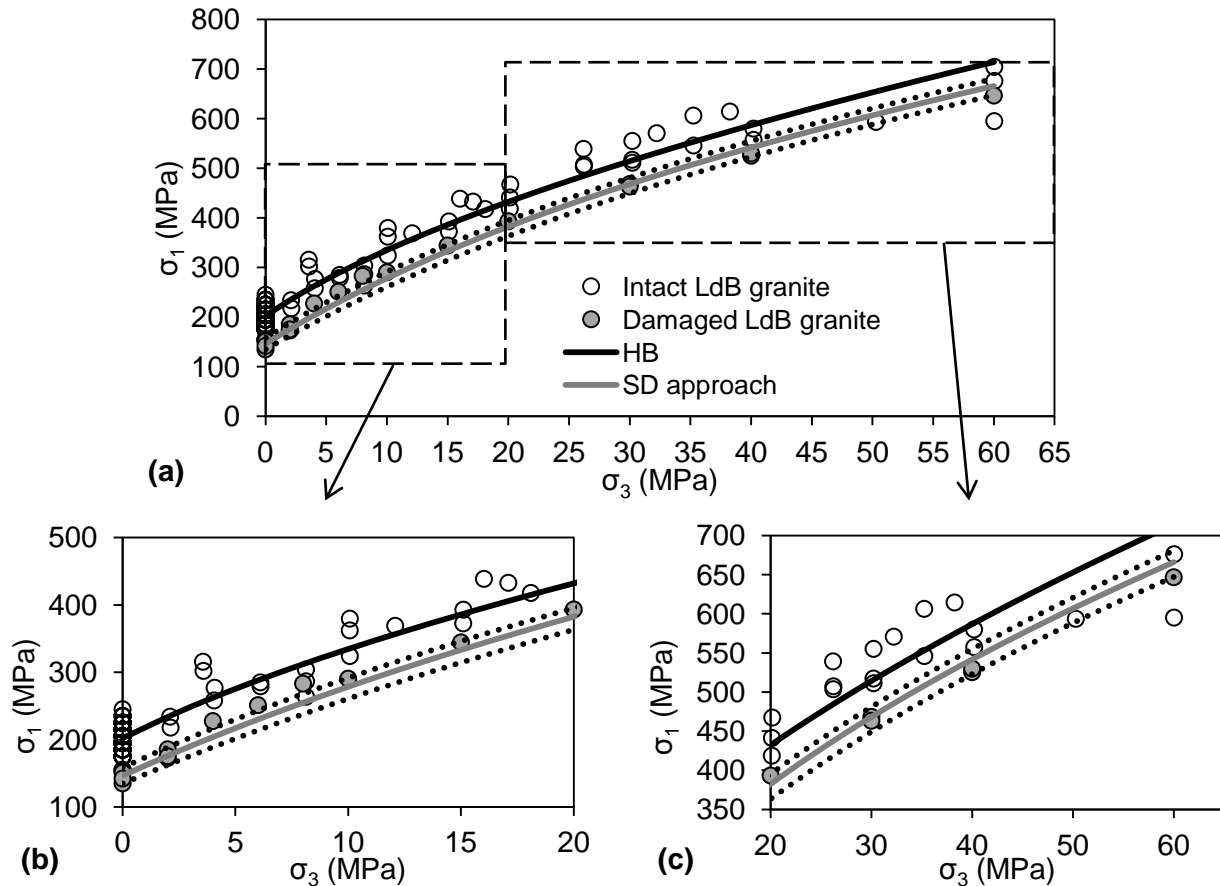 800
700
600
500
400
300
200
100
0
σ1 (MPa)
Intact LdB granite
Damaged LdB granite
HB
SD approach
0 5 10 15 20 25 30 35 40 45 50 55 60 65
σ3 (MPa)
(a)
500
400
300
200
100
σ1 (MPa)
0 5 10 15 20
σ3 (MPa)
(b)
700
650
600
550
500
450
400
350
σ1 (MPa)
20 30 40 50 60
σ3 (MPa)
(c)